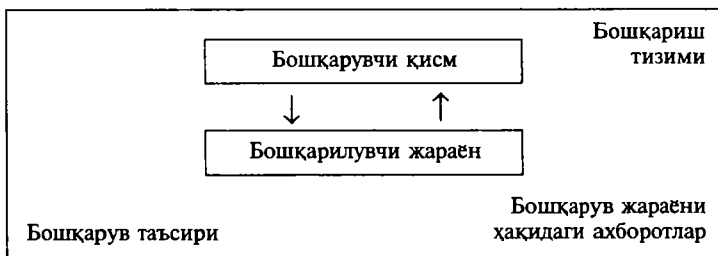 Бошқариш
тизими
Бошқарувчи қисм
↓ ↑
Бошқарилувчи жараён
Бошқарув таъсири
Бошқарув жараёни
ҳақидаги ахборотлар